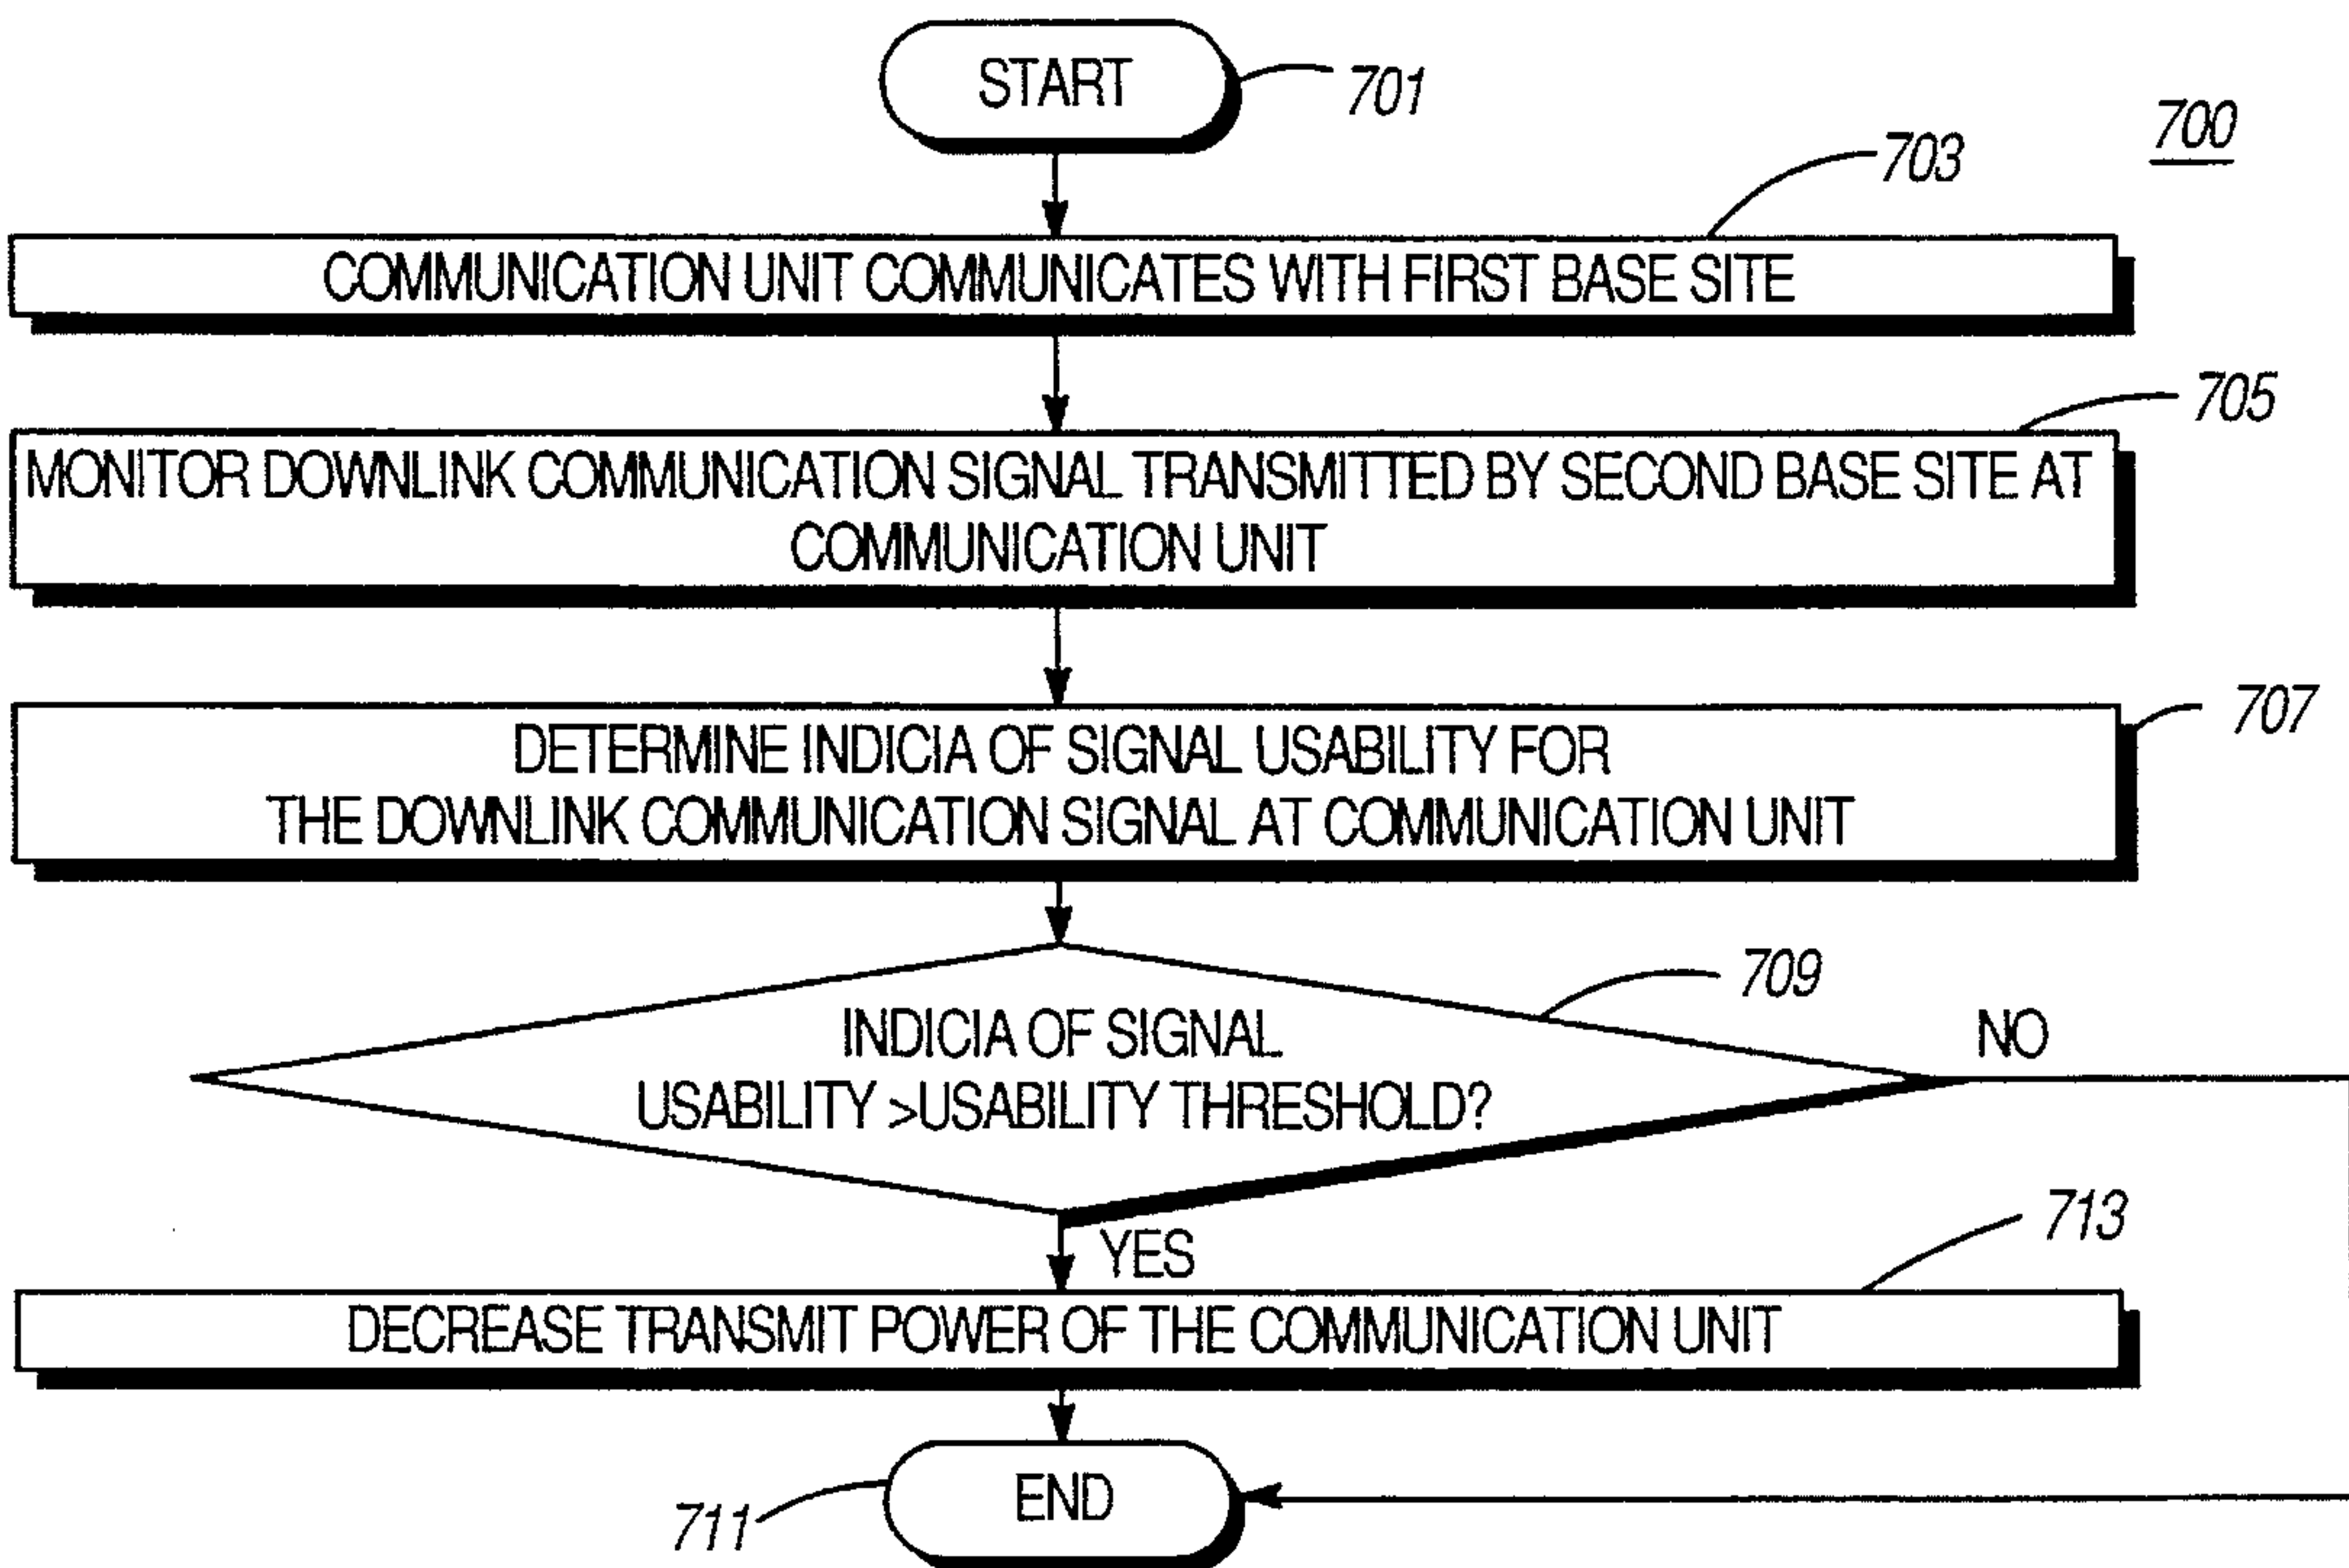 START
701
700
703
COMMUNICATION UNIT COMMUNICATES WITH FIRST BASE SITE
705
MONITOR DOWNLINK COMMUNICATION SIGNAL TRANSMITTED BY SECOND BASE SITE AT
COMMUNICATION UNIT
707
DETERMINE INDICIA OF SIGNAL USABILITY FOR
THE DOWNLINK COMMUNICATION SIGNAL AT COMMUNICATION UNIT
709
INDICIA OF SIGNAL
USABILITY >USABILITY THRESHOLD?
NO
YES
713
DECREASE TRANSMIT POWER OF THE COMMUNICATION UNIT
END
711